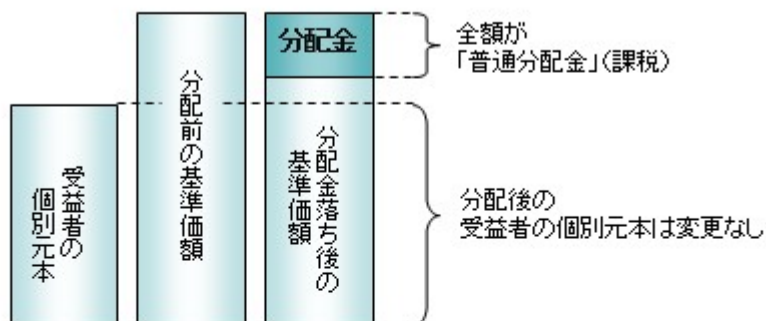 受益者の
個別元本
分配前の基準価額
分配金
分配金落ち後の
基準価額
全額が
「普通分配金」(課税)
分配後の
受益者の個別元本は変更なし